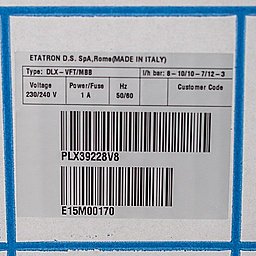 ETATRON D.S. SpA,Rome(MADE IN ITALY)
Type: DLX-VFT/MBB l/h bar: 8-10/10-7/12-3
Voltage Power/Fuse Hz Customer Code
230/240 V 1 A 50/60
PLX39228V8
E15M00170